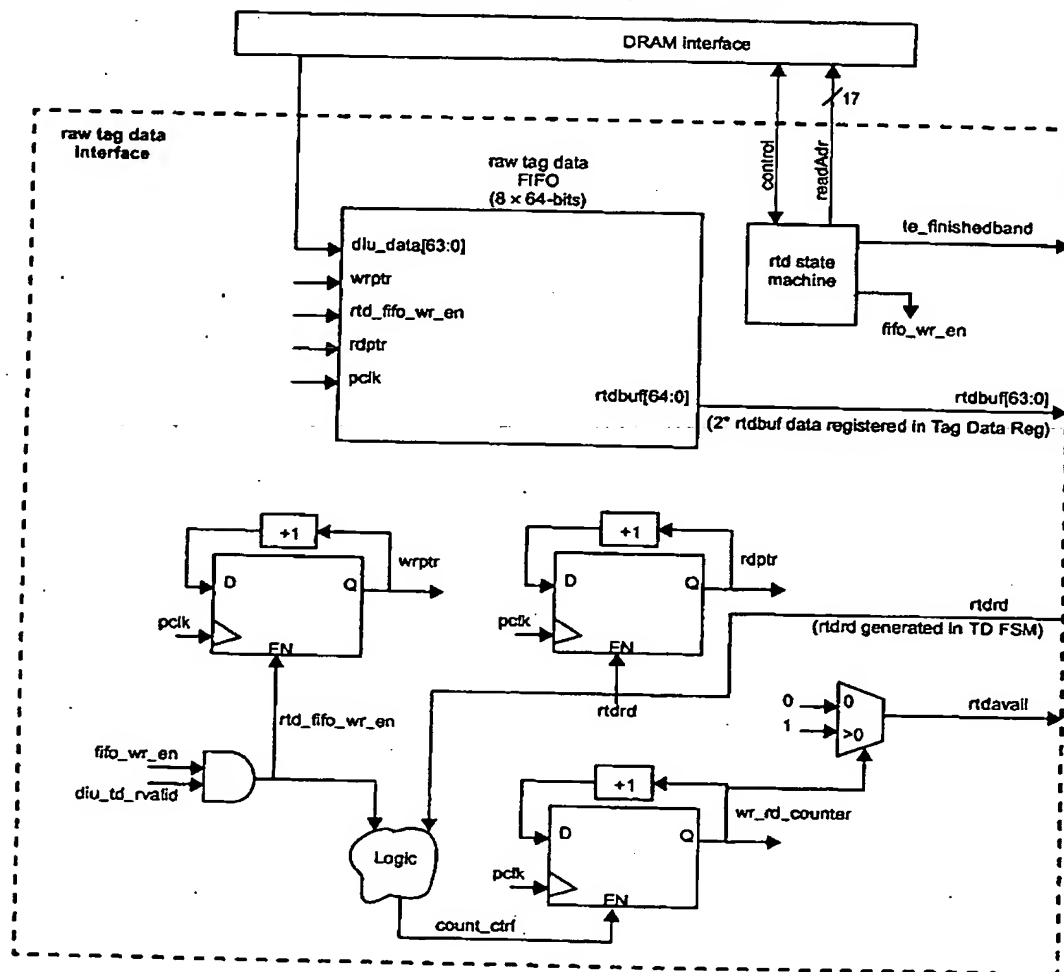 DRAM interface
17
raw tag data
Interface
control
readAdr
raw tag data
FIFO
(8 × 64-bits)
diu_data[63:0]
wrptr
rtd_fifo_wr_en
rdptr
pclk
rtdbuf[64:0]
rtd state
machine
te_finishedband
fifo_wr_en
rtdbuf[63:0]
(2* rtdbuf data registered in Tag Data Reg)
+1
wrptr
D
Q
pclk
EN
+1
rdptr
D
Q
pclk
EN
rtdrd
(rtdrd generated in TD FSM)
rtd_fifo_wr_en
rtdrd
0
0
1
>0
rtdavail
fifo_wr_en
diu_td_rvalid
Logic
+1
wr_rd_counter
D
Q
pclk
EN
count_ctrl